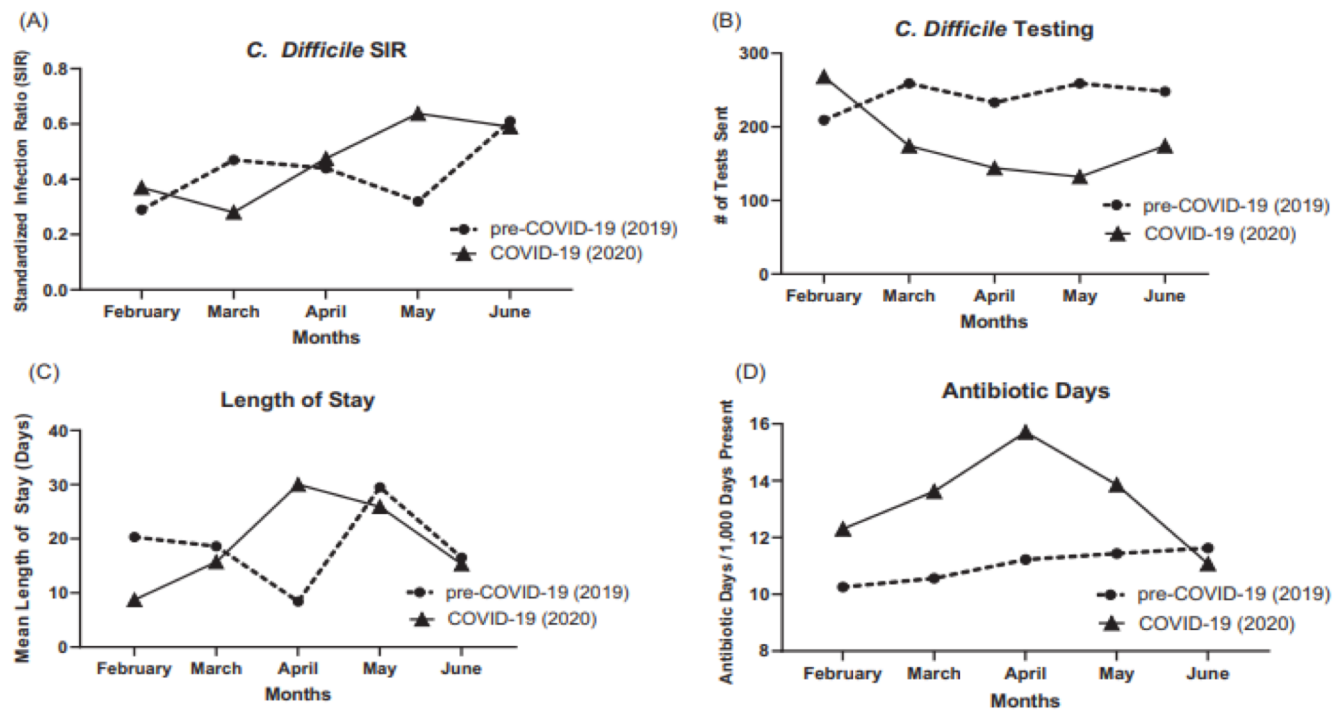 (A)
C. Difficile SIR
Standardized Infection Ratio (SIR)
0.8
0.6
0.4
0.2
0.0
pre-COVID-19 (2019)
COVID-19 (2020)
February March April May June
Months
(B)
C. Difficile Testing
# of Tests Sent
300
200
100
0
pre-COVID-19 (2019)
COVID-19 (2020)
February March April May June
Months
(C)
Length of Stay
Mean Length of Stay (Days)
40
30
20
10
0
pre-COVID-19 (2019)
COVID-19 (2020)
February March April May June
Months
(D)
Antibiotic Days
Antibiotic Days / 1,000 Days Present
16
14
12
10
8
pre-COVID-19 (2019)
COVID-19 (2020)
February March April May June
Months